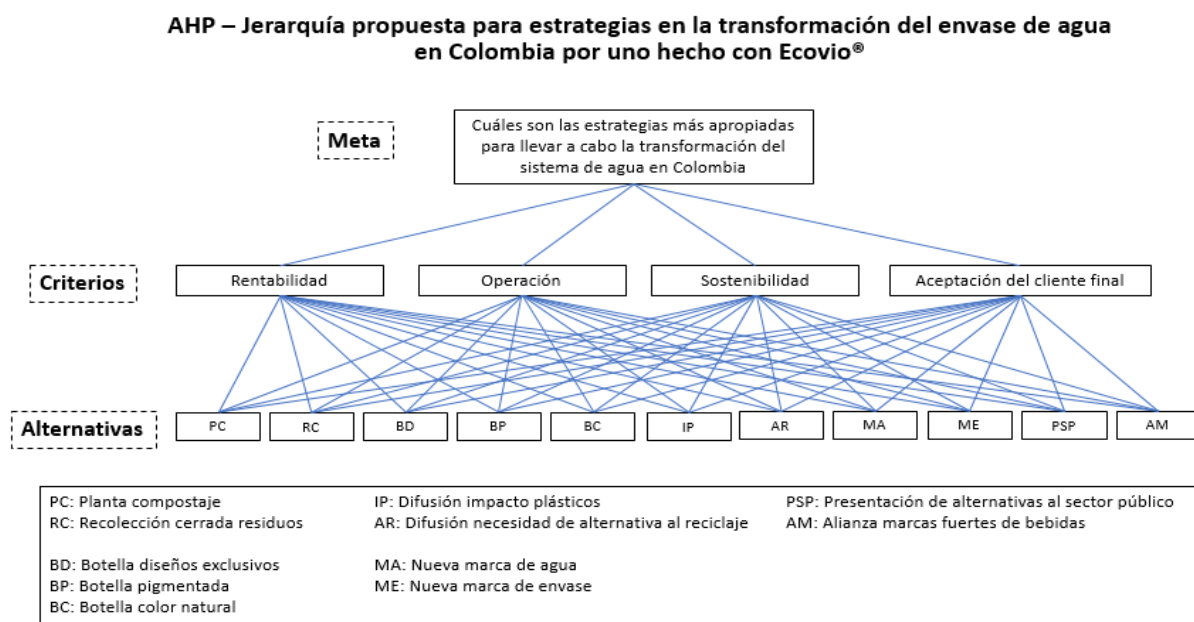 AHP – Jerarquía propuesta para estrategias en la transformación del envase de agua
en Colombia por uno hecho con Ecovio®
Meta
Cuáles son las estrategias más apropiadas
para llevar a cabo la transformación del
sistema de agua en Colombia
Criterios
Rentabilidad
Operación
Sostenibilidad
Aceptación del cliente final
Alternativas
PC
RC
BD
BP
BC
IP
AR
MA
ME
PSP
AM
PC: Planta compostaje
RC: Recolección cerrada residuos
BD: Botella diseños exclusivos
BP: Botella pigmentada
BC: Botella color natural
IP: Difusión impacto plásticos
AR: Difusión necesidad de alternativa al reciclaje
MA: Nueva marca de agua
ME: Nueva marca de envase
PSP: Presentación de alternativas al sector público
AM: Alianza marcas fuertes de bebidas